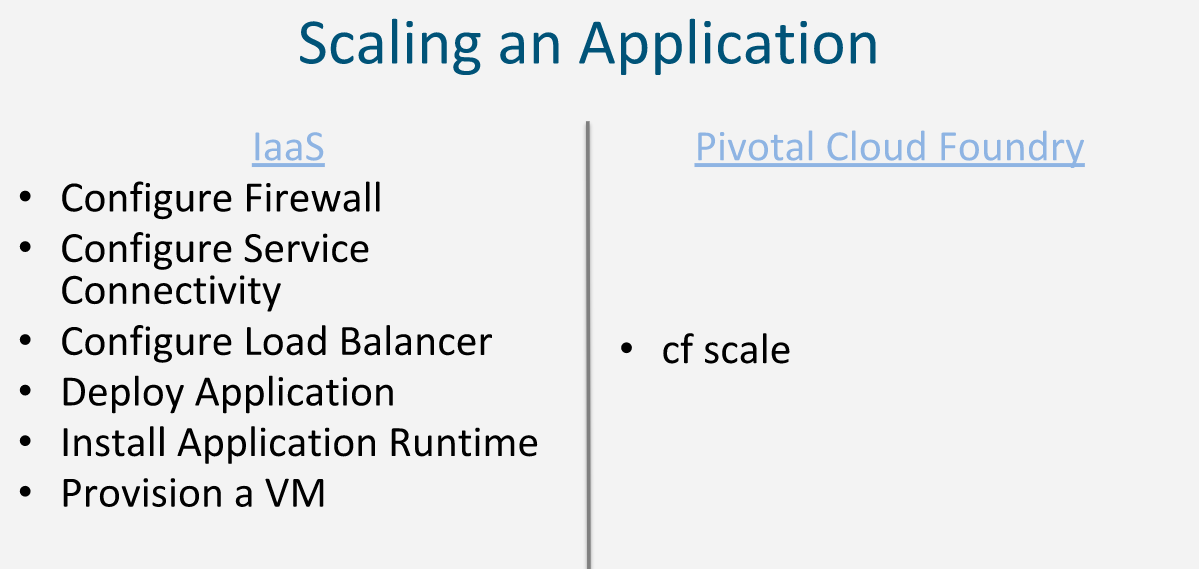 Scaling an Application
IaaS
• Configure Firewall
• Configure Service
Connectivity
• Configure Load Balancer
• Deploy Application
• Install Application Runtime
• Provision a VM
Pivotal Cloud Foundry
• cf scale